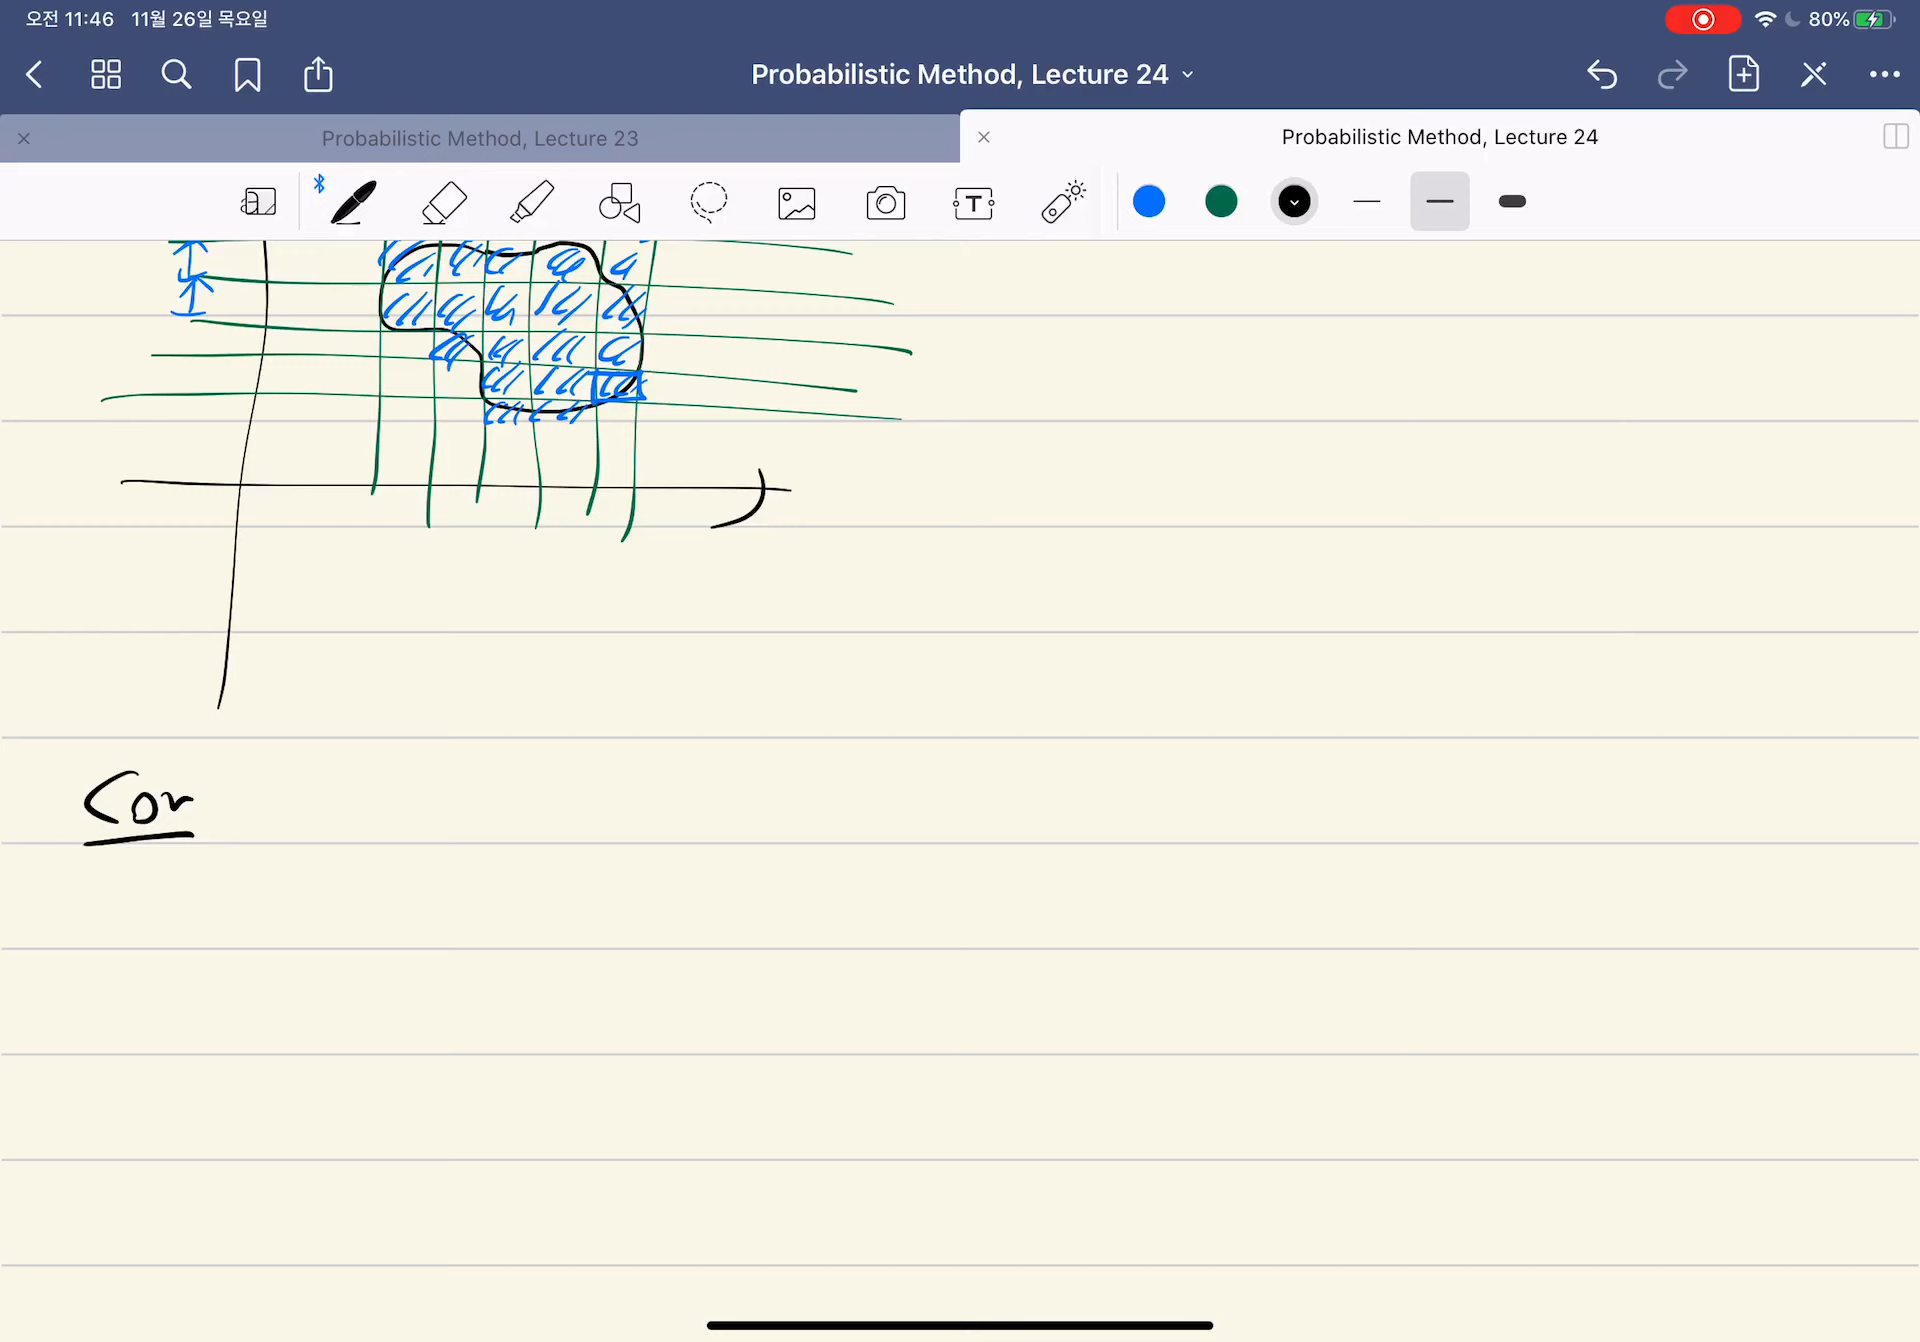 오전 11:46 11월 26일 목요일 80%
Probabilistic Method, Lecture 24
Probabilistic Method, Lecture 23
Probabilistic Method, Lecture 24
T
Cor